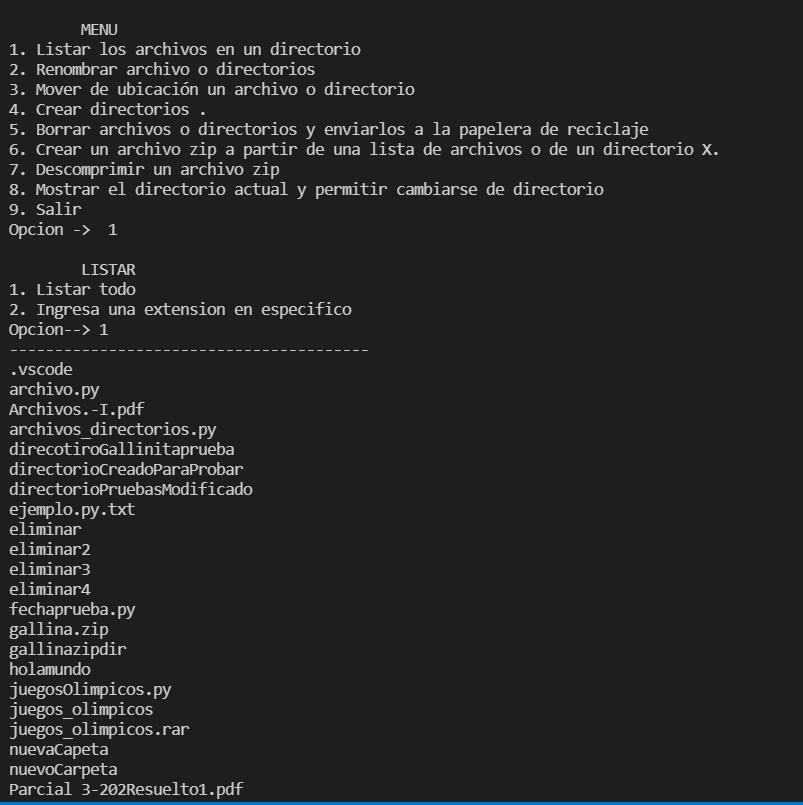 MENU
1. Listar los archivos en un directorio
2. Renombrar archivo o directorios
3. Mover de ubicación un archivo o directorio
4. Crear directorios .
5. Borrar archivos o directorios y enviarlos a la papelera de reciclaje
6. Crear un archivo zip a partir de una lista de archivos o de un directorio X.
7. Descomprimir un archivo zip
8. Mostrar el directorio actual y permitir cambiarse de directorio
9. Salir
Opcion -> 1
LISTAR
1. Listar todo
2. Ingresa una extension en especifico
Opcion--> 1
----------------------------------------
.vscode
archivo.py
Archivos.-I.pdf
archivos_directorios.py
direcotiroGallinitaprueba
directorioCreadoParaProbar
directorioPruebasModificado
ejemplo.py.txt
eliminar
eliminar2
eliminar3
eliminar4
fechaprueba.py
gallina.zip
gallinazipdir
holamundo
juegosOlimpicos.py
juegos_olimpicos
juegos_olimpicos.rar
nuevaCapeta
nuevoCarpeta
Parcial 3-202Resuelto1.pdf